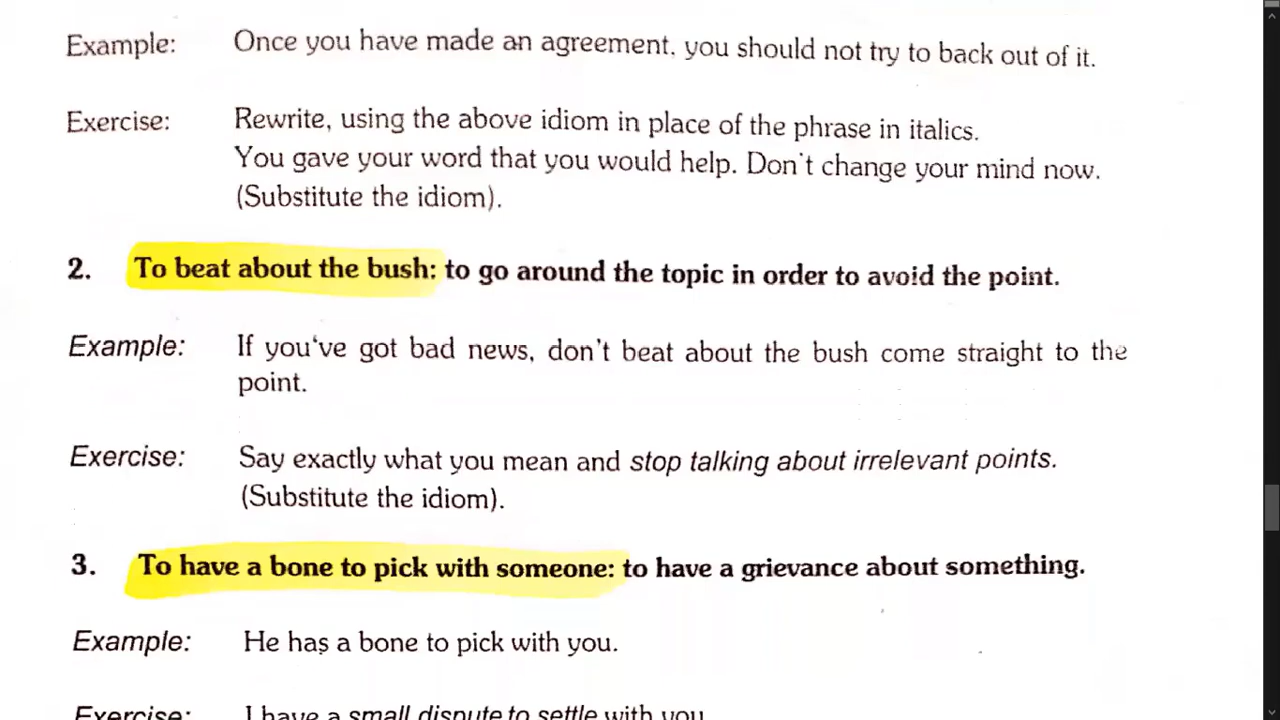 Example: Once you have made an agreement, you should not try to back out of it.
Exercise: Rewrite, using the above idiom in place of the phrase in italics.
You gave your word that you would help. Don't change your mind now.
(Substitute the idiom).
2. To beat about the bush: to go around the topic in order to avoid the point.
Example: If you've got bad news, don't beat about the bush come straight to the
point.
Exercise: Say exactly what you mean and stop talking about irrelevant points.
(Substitute the idiom).
3. To have a bone to pick with someone: to have a grievance about something.
Example: He has a bone to pick with you.
Exercise: I have a small dispute to settle with you